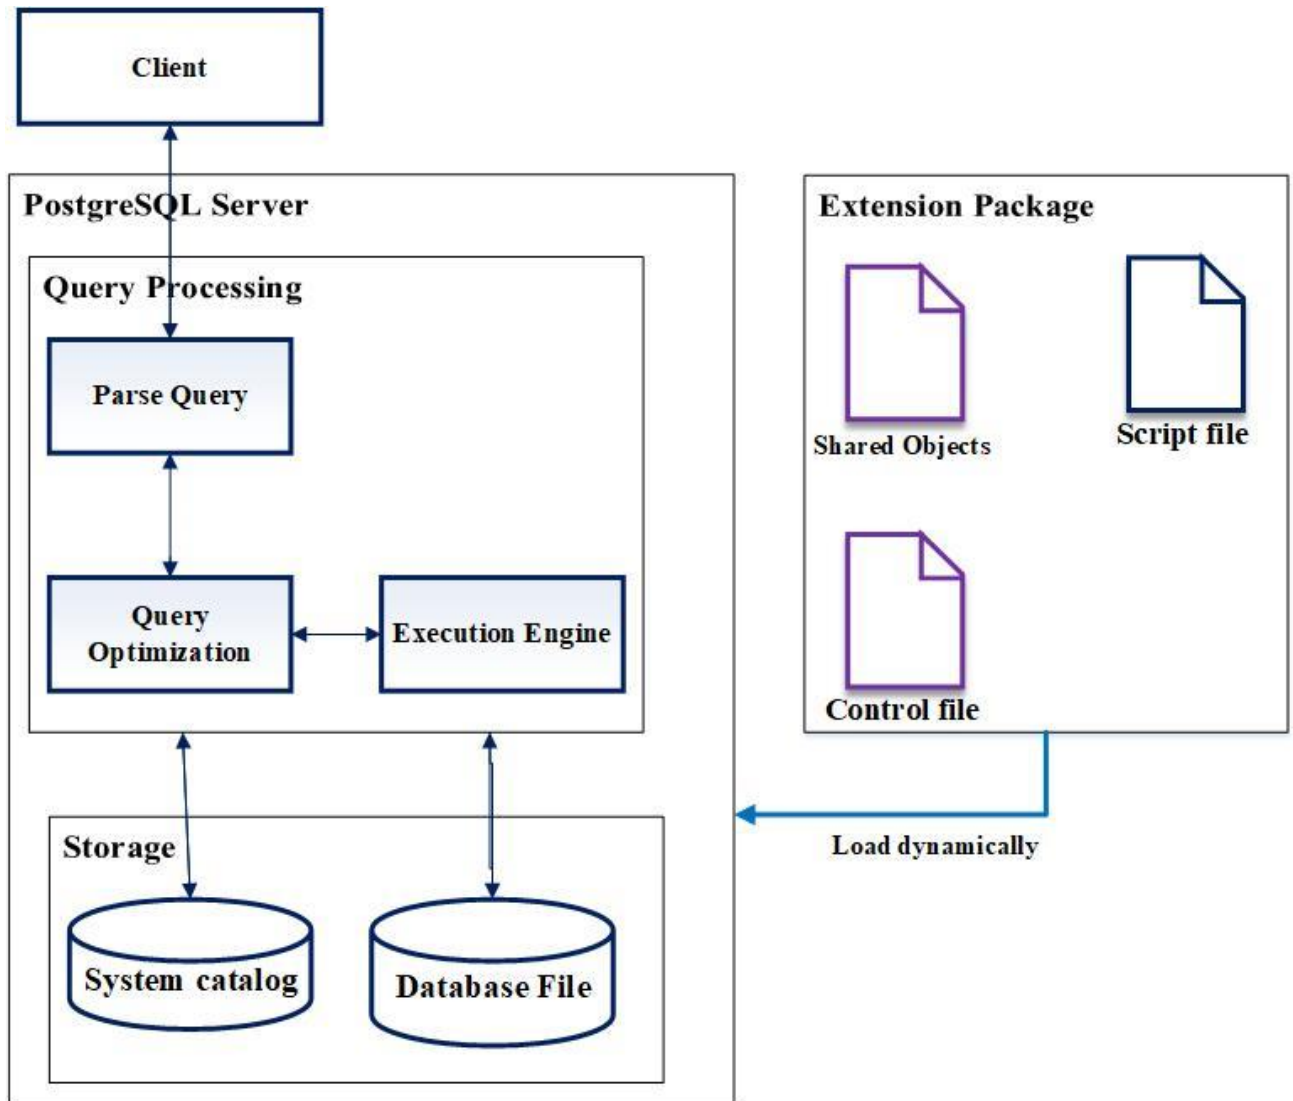 Client
PostgreSQL Server
Query Processing
Parse Query
Query
Optimization
Execution Engine
Storage
System catalog
Database File
Extension Package
Shared Objects
Script file
Control file
Load dynamically